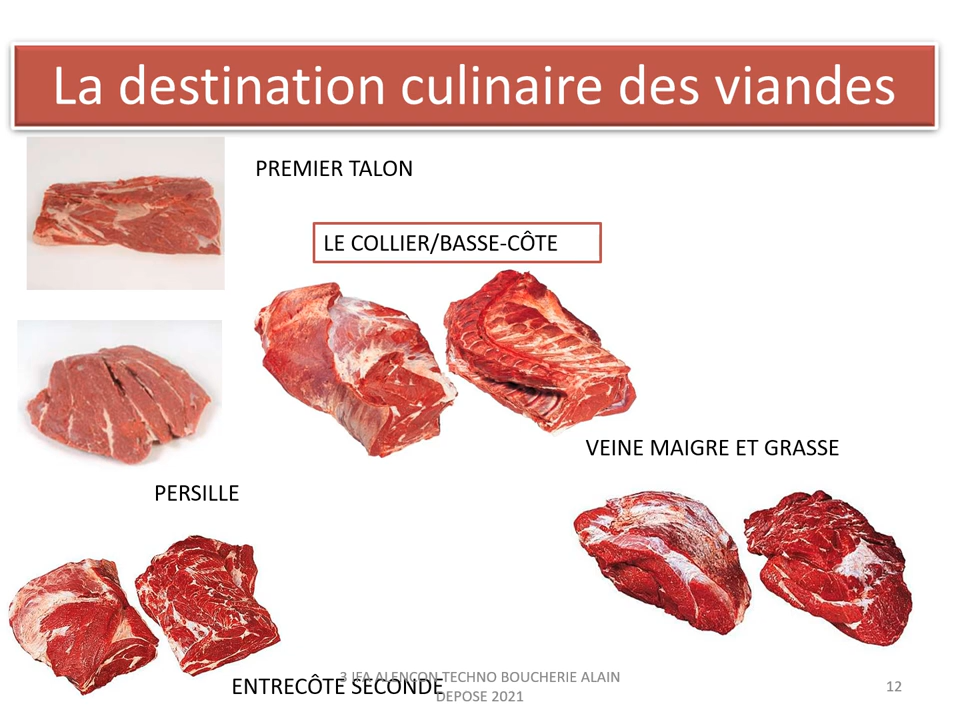 La destination culinaire des viandes
PREMIER TALON
LE COLLIER/BASSE-CÔTE
VEINE MAIGRE ET GRASSE
PERSILLE
ENTRECÔTE SECONDE
3 IFA ALENCON TECHNO BOUCHERIE ALAIN
DEPOSE 2021
12